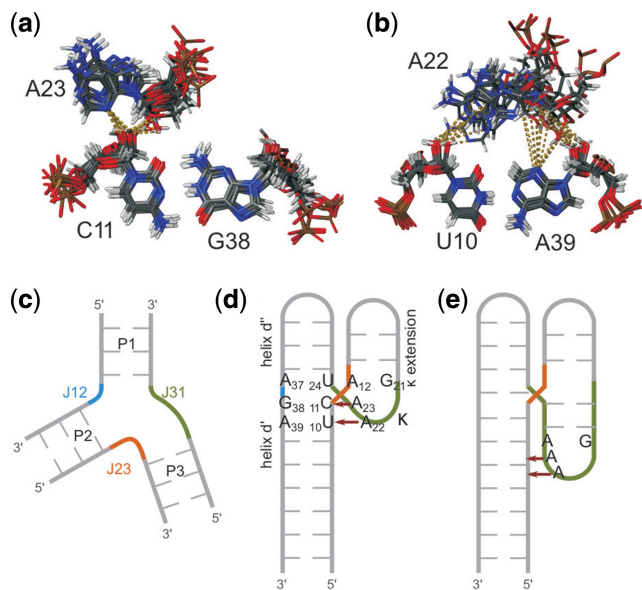 (a)
(b)
A23
A22
C11
G38
U10
A39
(c)
(d)
(e)
5'
3'
P1
J12
J31
P2
J23
P3
3'
5'
3'
5'
helix d"
helix d'
κ extension
A37 24U A12 G21
G38 11C A23
A39 10U A22 K
3'
5'
A G
A
A
3'
5'